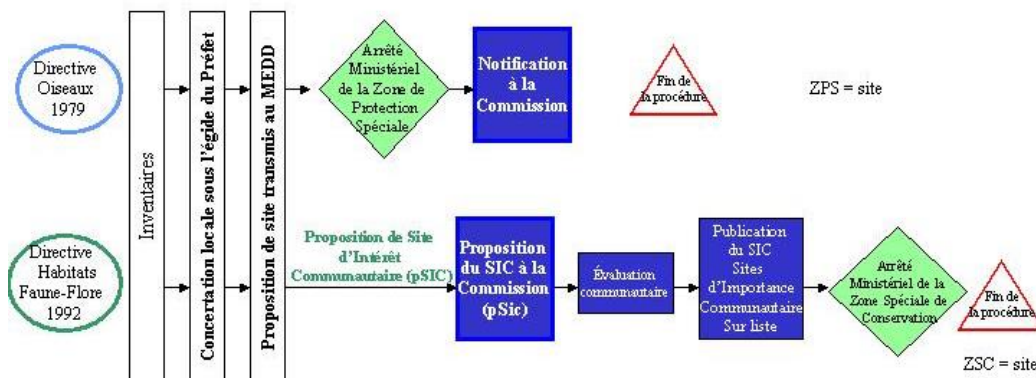 Directive
Oiseaux
1979
Directive
Habitats
Faune-Flore
1992
Inventaires
Concertation locale sous l'égide du Préfet
Proposition de site transmis au MEDD
Arrêté
Ministériel
de la Zone de
Protection
Spéciale
Notification
à la
Commission
Fin de
la procédure
ZPS = site
Proposition de Site
d'Intérêt
Communautaire (pSIC)
Proposition
du SIC à la
Commission
(pSic)
Évaluation
communautaire
Publication
du SIC
Sites
d'Importance
Communautaire
Sur liste
Arrêté
Ministériel de la
Zone Spéciale de
Conservation
Fin de
la procédure
ZSC = site